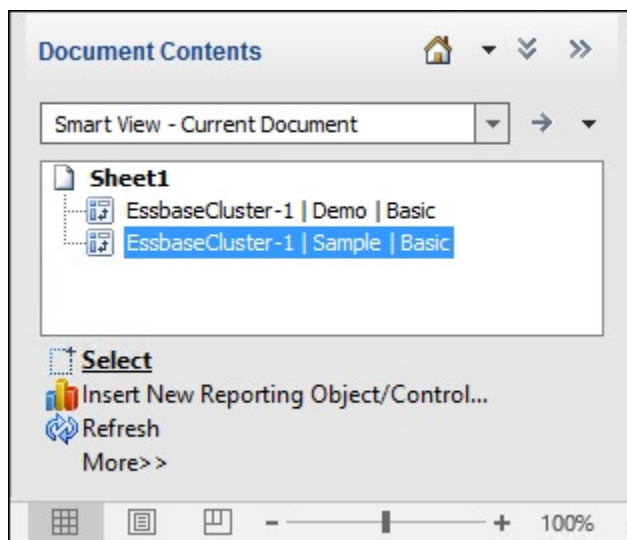 Document Contents
Smart View - Current Document
Sheet1
EssbaseCluster-1 | Demo | Basic
EssbaseCluster-1 | Sample | Basic
Select
Insert New Reporting Object/Control...
Refresh
More>>
100%